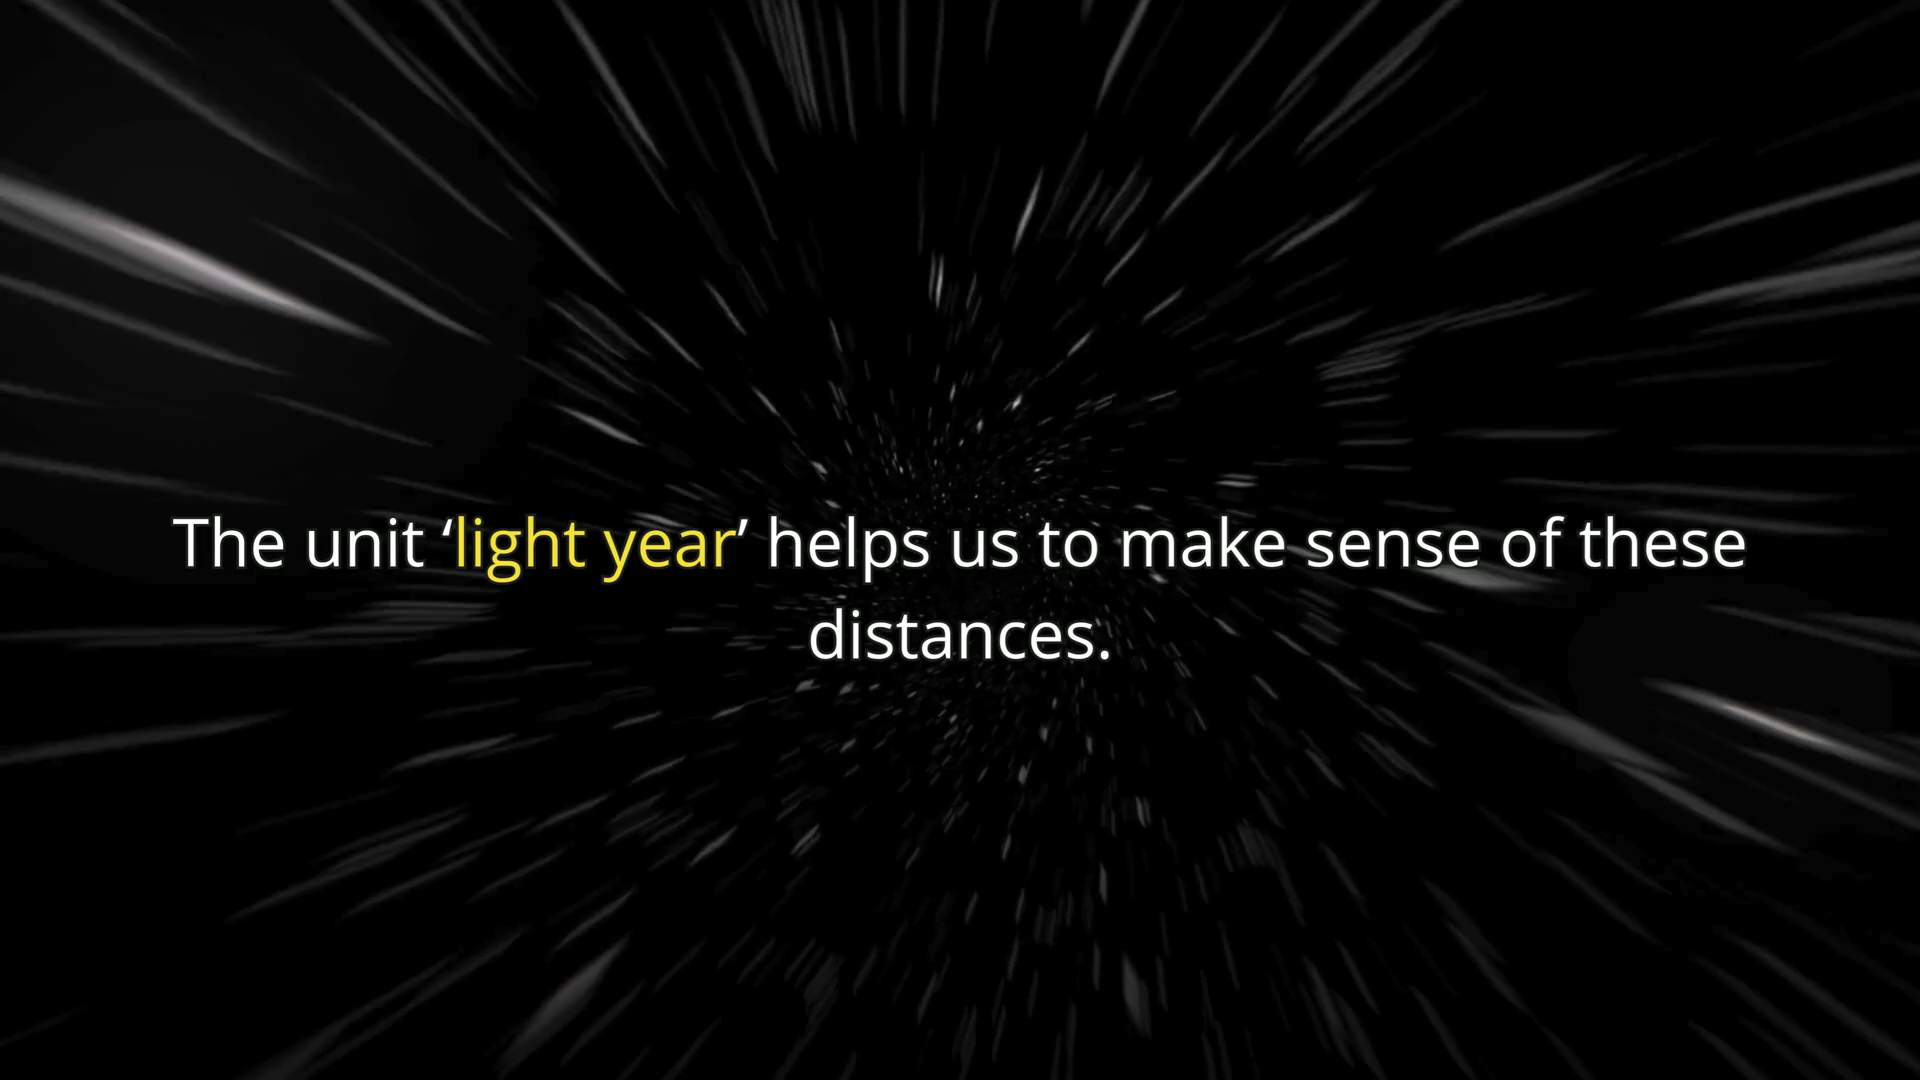 The unit ‘light year’ helps us to make sense of these
distances.